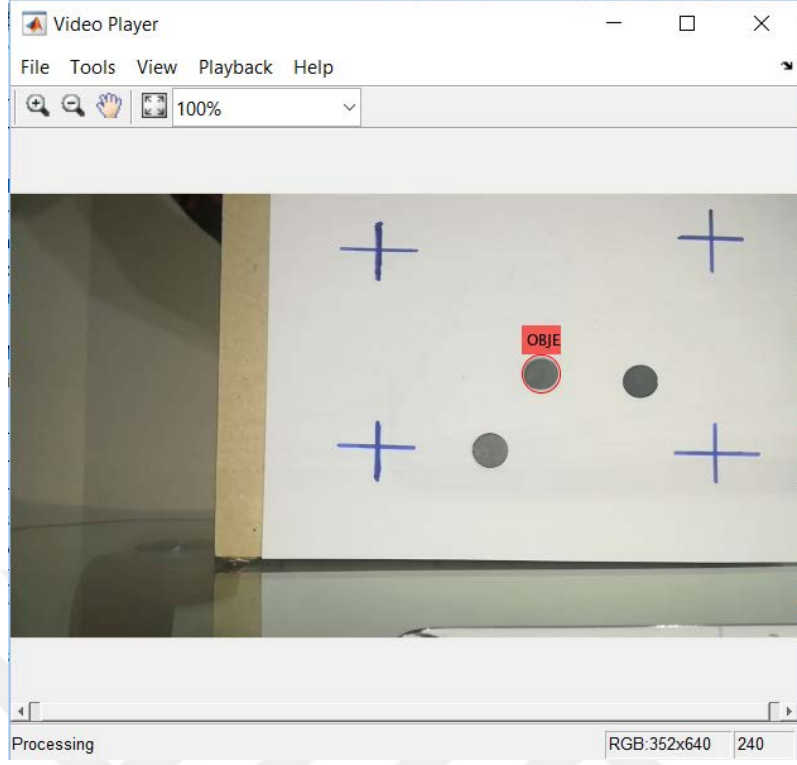 Video Player
File Tools View Playback Help
100%
OBJE
Processing RGB:352x640 240